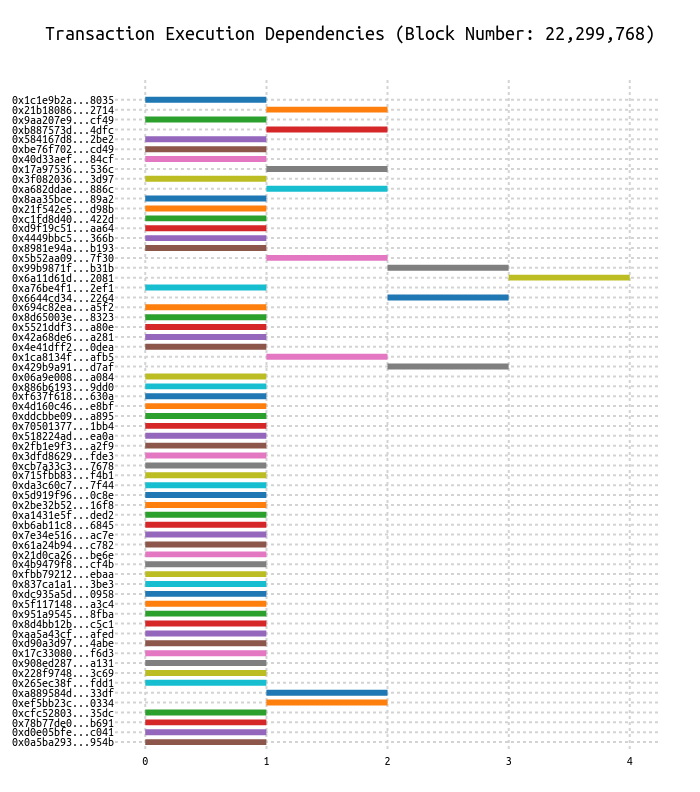 Transaction Execution Dependencies (Block Number: 22,299,768)
0x1c1e9b2a...8035
0x21b18086...2714
0x9aa207e9...cf49
0xb887573d...4dfc
0x584167d8...2be2
0xbe76f702...cd49
0x40d33aef...84cf
0x17a97536...536c
0x3f082036...3d97
0xa682ddae...886c
0x8aa35bce...89a2
0x21f542e5...d98b
0xc1fd8d40...422d
0xd9f19c51...aa64
0x4449bbc5...366b
0x8981e94a...b193
0x5b52aa09...7f30
0x99b9871f...b31b
0x6a11d61d...2081
0xa76be4f1...2ef1
0x6644cd34...2264
0x694c82ea...a5f2
0x8d65003e...8323
0x5521ddf3...a80e
0x42a68de6...a281
0x4e41dff2...0dea
0x1ca8134f...afb5
0x429b9a91...d7af
0x06a9e008...a084
0x886b6193...9dd0
0xf637f618...630a
0x4d160c46...e8bf
0xddcbbe09...a895
0x70501377...1bb4
0x518224ad...ea0a
0x2fb1e9f3...a2f9
0x3dfd8629...fde3
0xcb7a33c3...7678
0x715fbb83...f4b1
0xda3c60c7...7f44
0x5d919f96...0c8e
0x2be32b52...16f8
0xa1431e5f...ded2
0xb6ab11c8...6845
0x7e34e516...ac7e
0x61a24b94...c782
0x21d0ca26...be6e
0x4b9479f8...cf4b
0xfbb79212...ebaa
0x837ca1a1...3be3
0xdc935a5d...0958
0x5f117148...a3c4
0x951a9545...8fba
0x8d4bb12b...c5c1
0xaa5a43cf...afed
0xd90a3d97...4abe
0x17c33080...f6d3
0x908ed287...a131
0x228f9748...3c69
0x265ec38f...fdd1
0xa889584d...33df
0xef5bb23c...0334
0xcfc52803...35dc
0x78b77de0...b691
0xd0e05bfe...c041
0x0a5ba293...954b
0 1 2 3 4